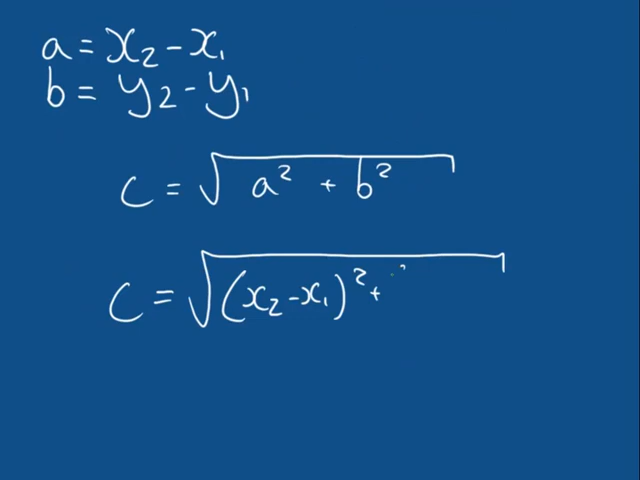 a = x₂ - x₁
b = y₂ - y₁
c = √(a² + b²)
c = √((x₂ - x₁)² +